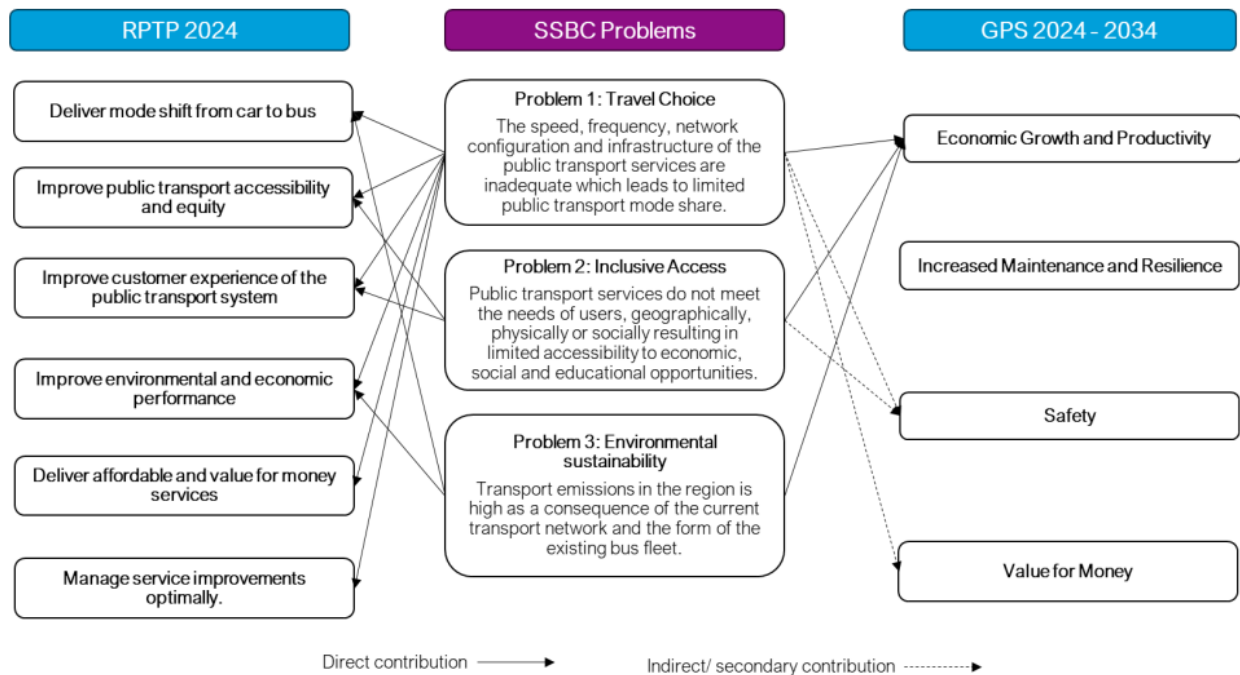 RPTP 2024
SSBC Problems
GPS 2024 - 2034
Deliver mode shift from car to bus
Improve public transport accessibility
and equity
Improve customer experience of the
public transport system
Improve environmental and economic
performance
Deliver affordable and value for money
services
Manage service improvements
optimally.
Problem 1: Travel Choice
The speed, frequency, network
configuration and infrastructure of the
public transport services are
inadequate which leads to limited
public transport mode share.
Problem 2: Inclusive Access
Public transport services do not meet
the needs of users, geographically,
physically or socially resulting in
limited accessibility to economic,
social and educational opportunities.
Problem 3: Environmental
sustainability
Transport emissions in the region is
high as a consequence of the current
transport network and the form of the
existing bus fleet.
Economic Growth and Productivity
Increased Maintenance and Resilience
Safety
Value for Money
Direct contribution
Indirect/ secondary contribution